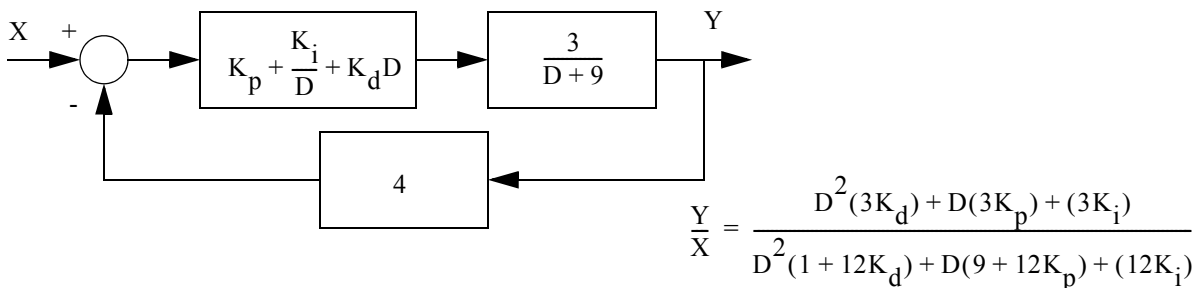 X
+
-
K_p + K_i/D + K_d D
3/(D + 9)
Y
4
Y/X = (D^2(3K_d) + D(3K_p) + (3K_i))/(D^2(1 + 12K_d) + D(9 + 12K_p) + (12K_i))